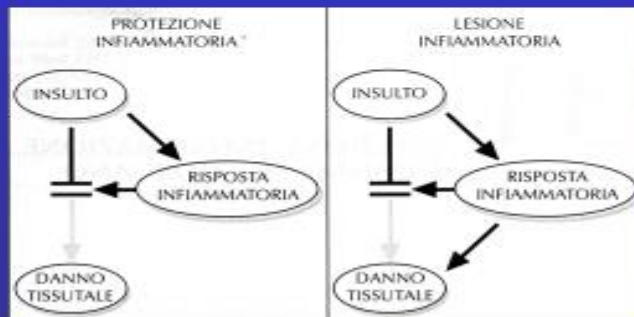 PROTEZIONE
INFIAMMATORIA
INSULTO
RISPOSTA
INFIAMMATORIA
DANNO
TISSUTALE
LESIONE
INFIAMMATORIA
INSULTO
RISPOSTA
INFIAMMATORIA
DANNO
TISSUTALE